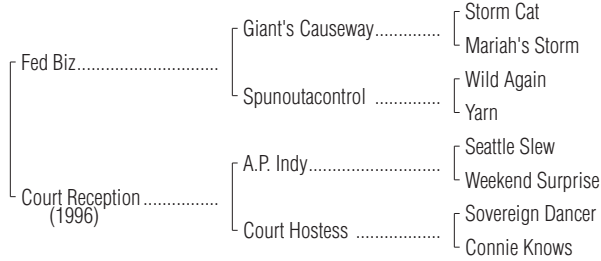 Storm Cat
Giant's Causeway..............
Mariah's Storm
Fed Biz..............................
Wild Again
Spunoutacontrol ..............
Yarn
Seattle Slew
A.P. Indy............................
Weekend Surprise
Court Reception ................
(1996)
Sovereign Dancer
Court Hostess ..................
Connie Knows